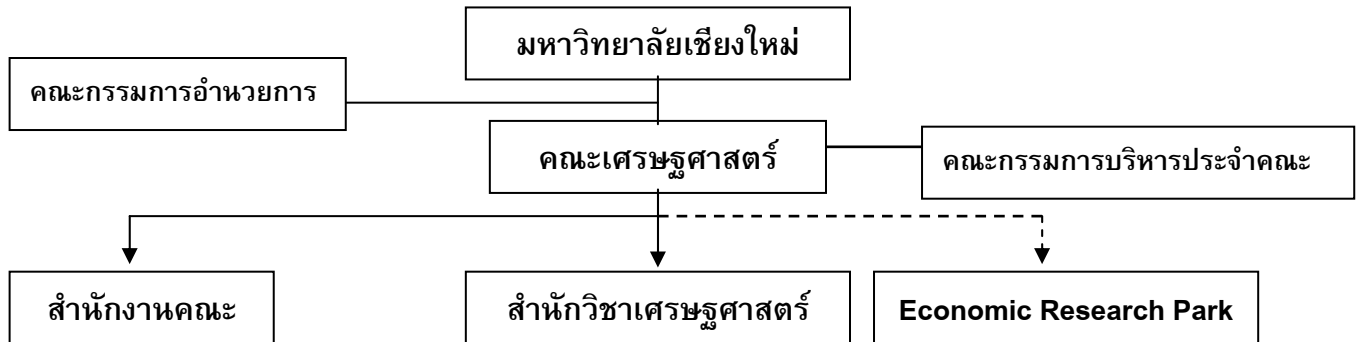 มหาวิทยาลัยเชียงใหม่
คณะกรรมการอำนวยการ
คณะเศรษฐศาสตร์
คณะกรรมการบริหารประจำคณะ
สำนักงานคณะ
สำนักวิชาเศรษฐศาสตร์
Economic Research Park